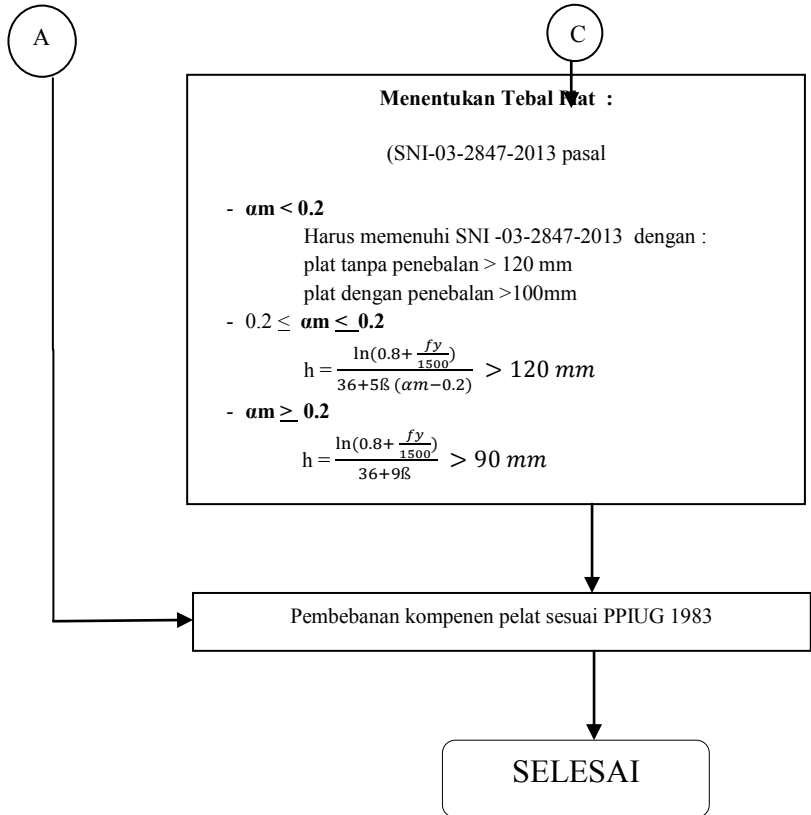 A
C
Menentukan Tebal Plat :
(SNI-03-2847-2013 pasal
- αm < 0.2
Harus memenuhi SNI -03-2847-2013 dengan :
plat tanpa penebalan > 120 mm
plat dengan penebalan >100mm
- 0.2 ≤ αm ≤ 0.2
h = ln(0.8+ fy/1500) / 36+5ß (αm−0.2) > 120 mm
- αm ≥ 0.2
h = ln(0.8+ fy/1500) / 36+9ß > 90 mm
Pembebanan kompenen pelat sesuai PPIUG 1983
SELESAI